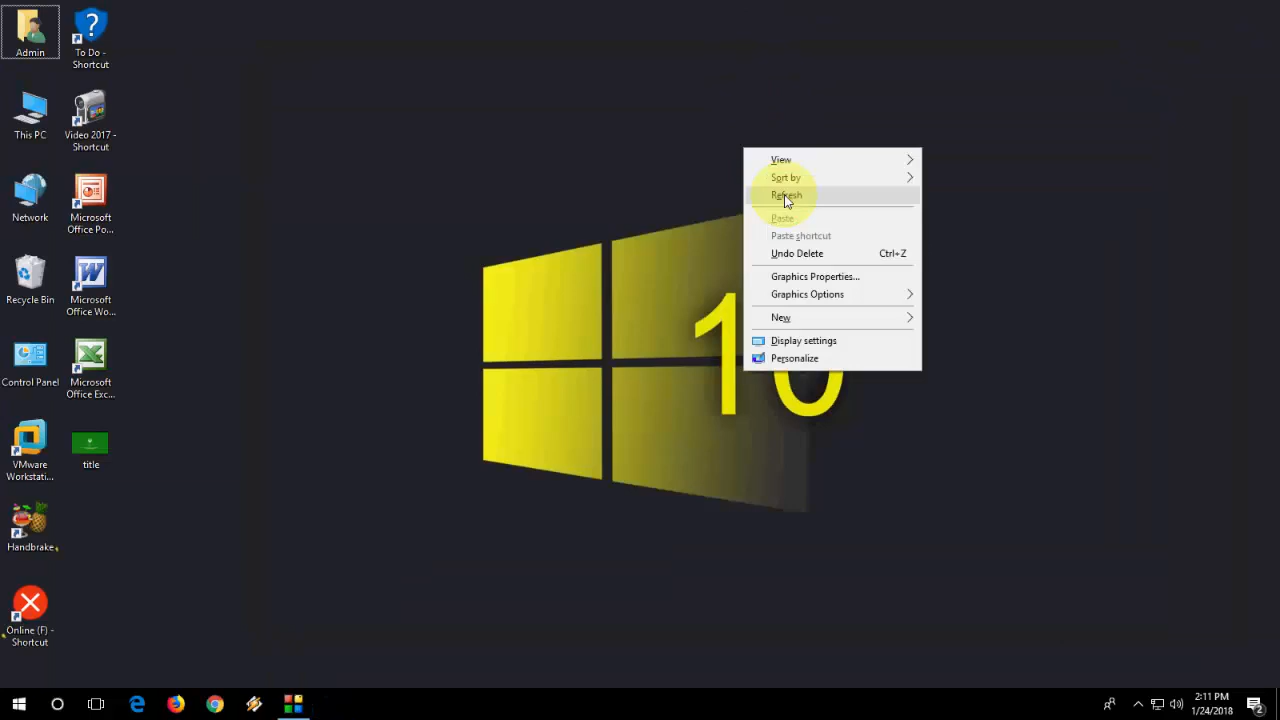 Admin
To Do -
Shortcut
This PC
Video 2017 -
Shortcut
Network
Microsoft
Office Po...
Recycle Bin
Microsoft
Office Wo...
Control Panel
Microsoft
Office Exc...
VMware
Workstati...
title
Handbrake
Online (F) -
Shortcut
View
Sort by
Refresh
Paste
Paste shortcut
Undo Delete Ctrl+Z
Graphics Properties...
Graphics Options
New
Display settings
Personalize
10
2:11 PM
1/24/2018
2